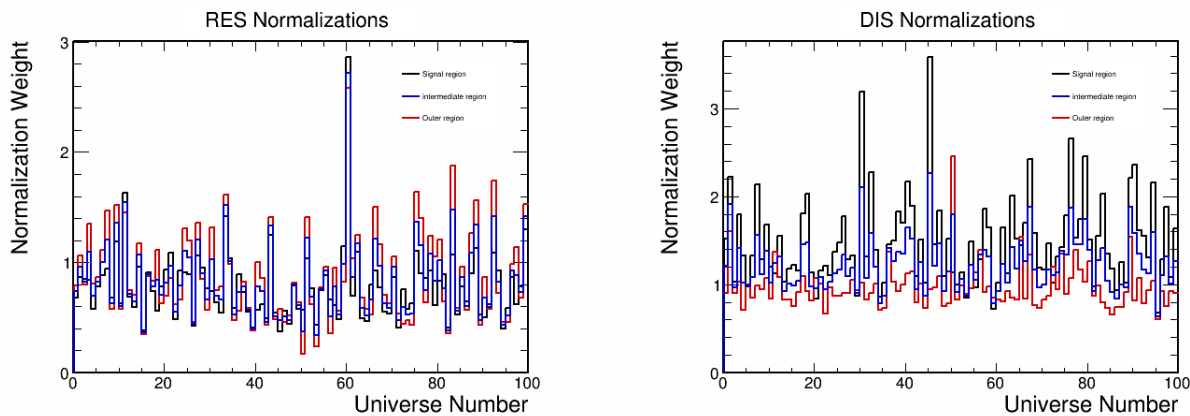 RES Normalizations
Normalization Weight
3
2
1
0
Signal region
intermediate region
Outer region
0 20 40 60 80 100
Universe Number
DIS Normalizations
Normalization Weight
3
2
1
0
Signal region
intermediate region
Outer region
0 20 40 60 80 100
Universe Number